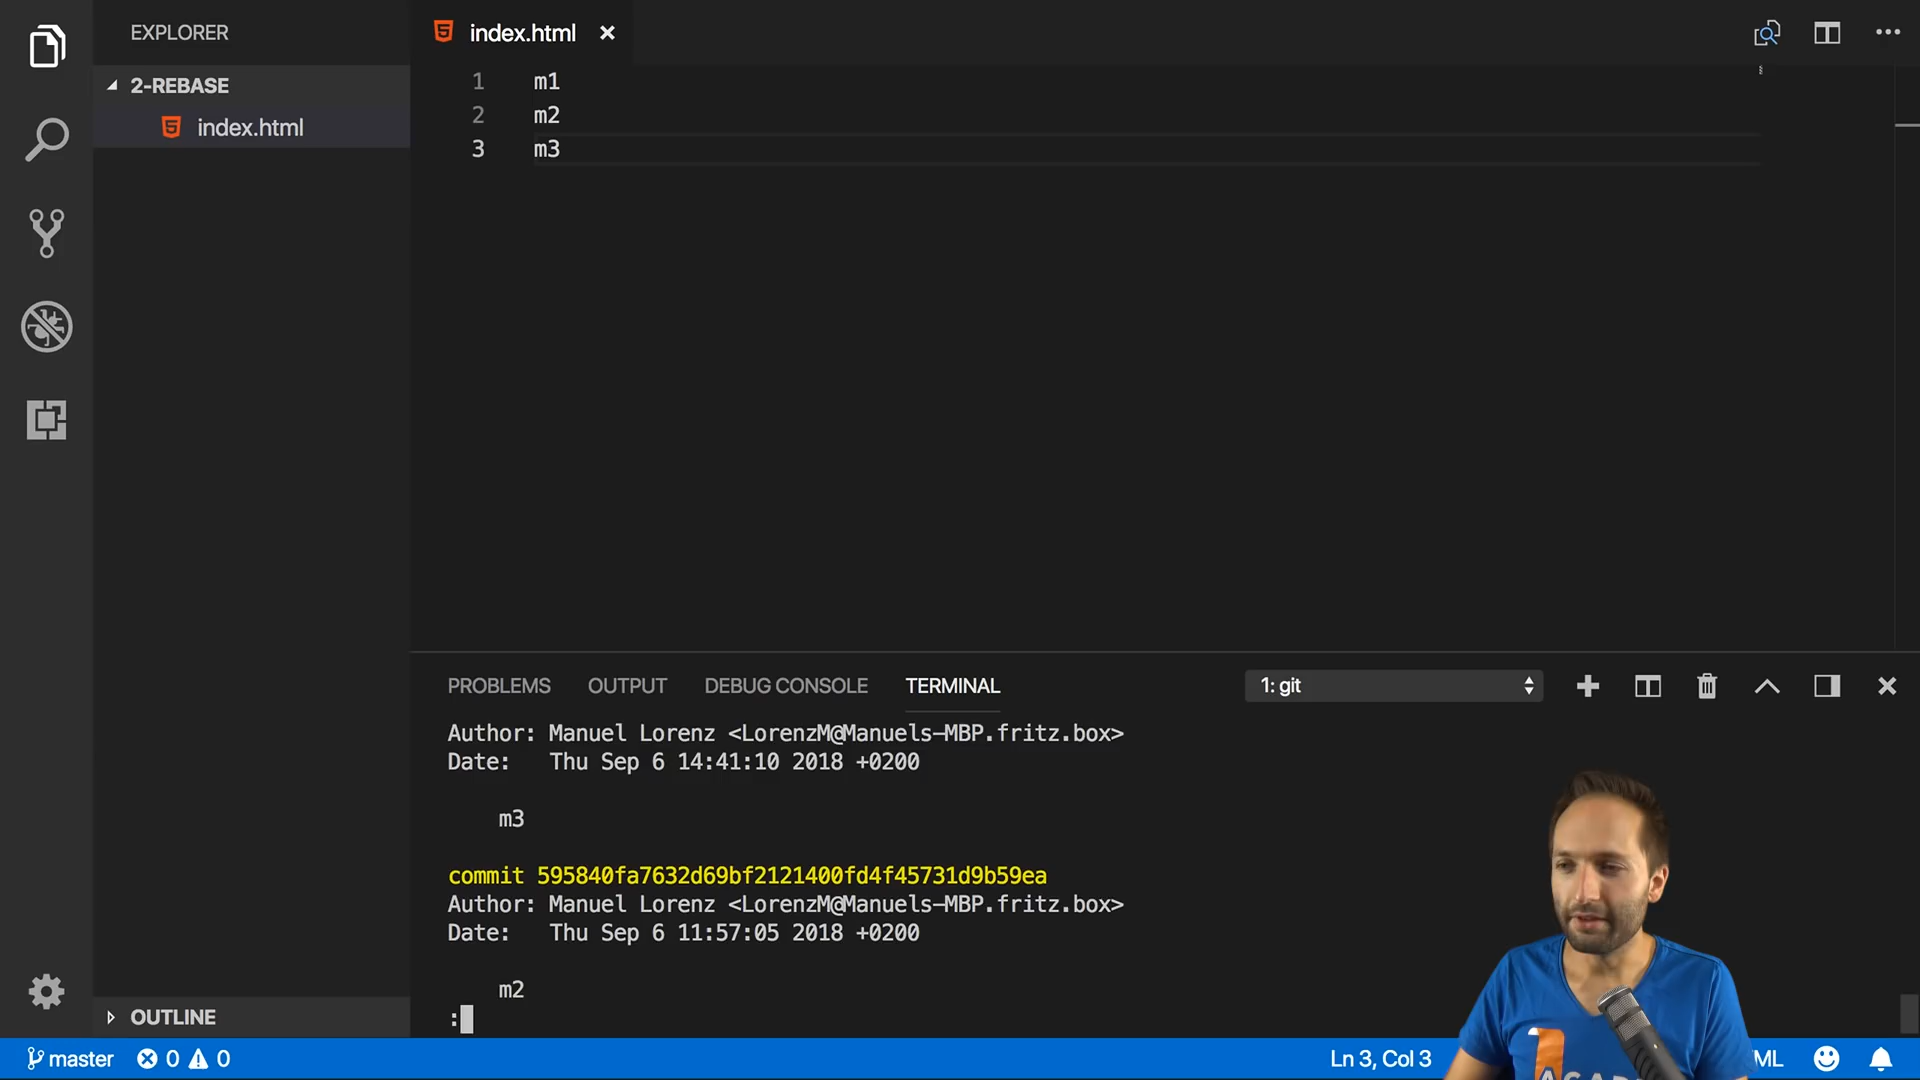 EXPLORER
2-REBASE
index.html
OUTLINE
index.html
1 m1
2 m2
3 m3
PROBLEMS OUTPUT DEBUG CONSOLE TERMINAL 1: git
Author: Manuel Lorenz <LorenzM@Manuels-MBP.fritz.box>
Date: Thu Sep 6 14:41:10 2018 +0200
m3
commit 595840fa7632d69bf2121400fd4f45731d9b59ea
Author: Manuel Lorenz <LorenzM@Manuels-MBP.fritz.box>
Date: Thu Sep 6 11:57:05 2018 +0200
m2
:
master 0 0 Ln 3, Col 3 ML